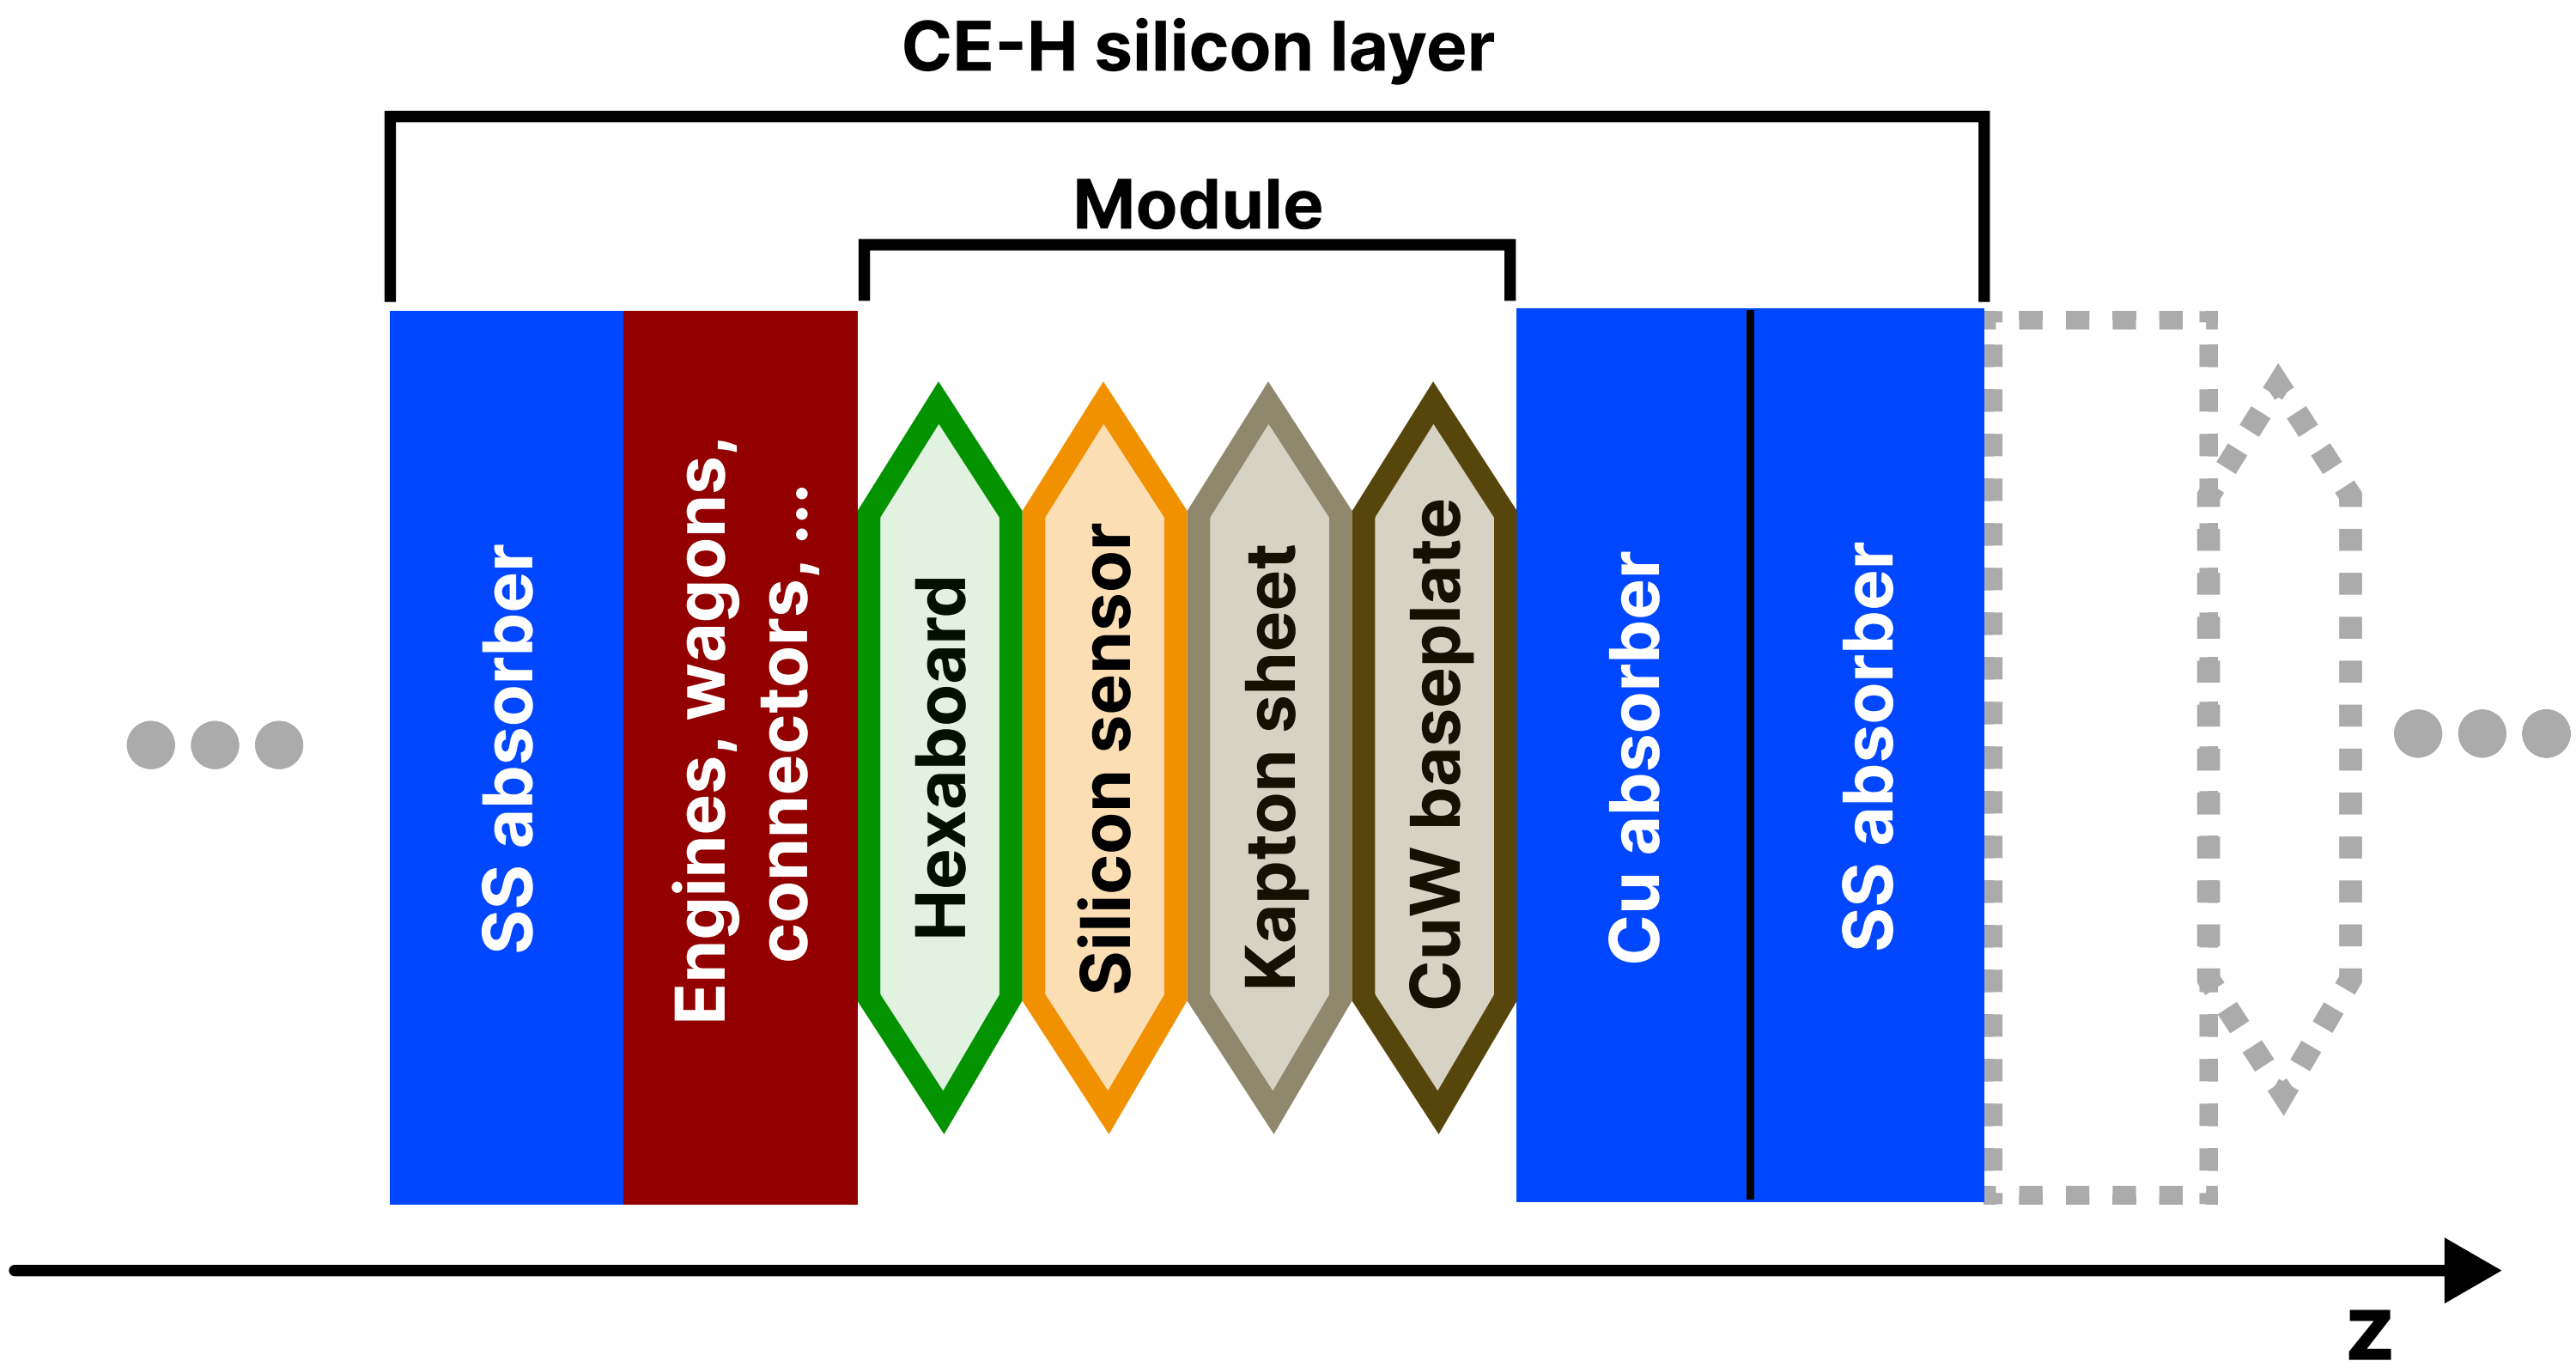 CE-H silicon layer
Module
SS absorber
Engines, wagons,
connectors, ...
Hexaboard
Silicon sensor
Kapton sheet
CuW baseplate
Cu absorber
SS absorber
z